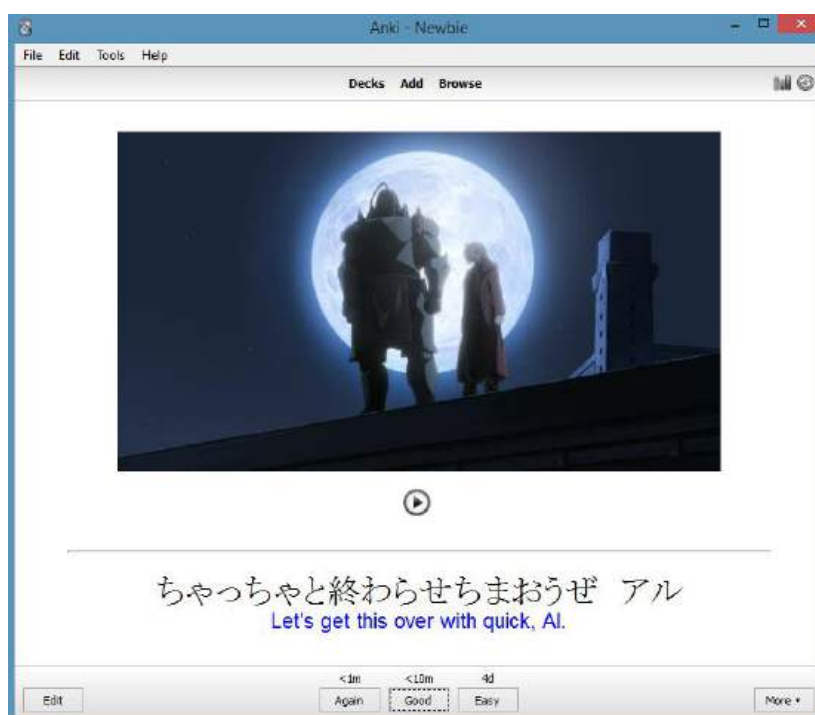 Anki - Newbie
File Edit Tools Help
Decks Add Browse
ちゃっちゃと終わらせちまおうぜ　アル
Let's get this over with quick, Al.
<1m <10m 4d
Edit Again Good Easy More ▾